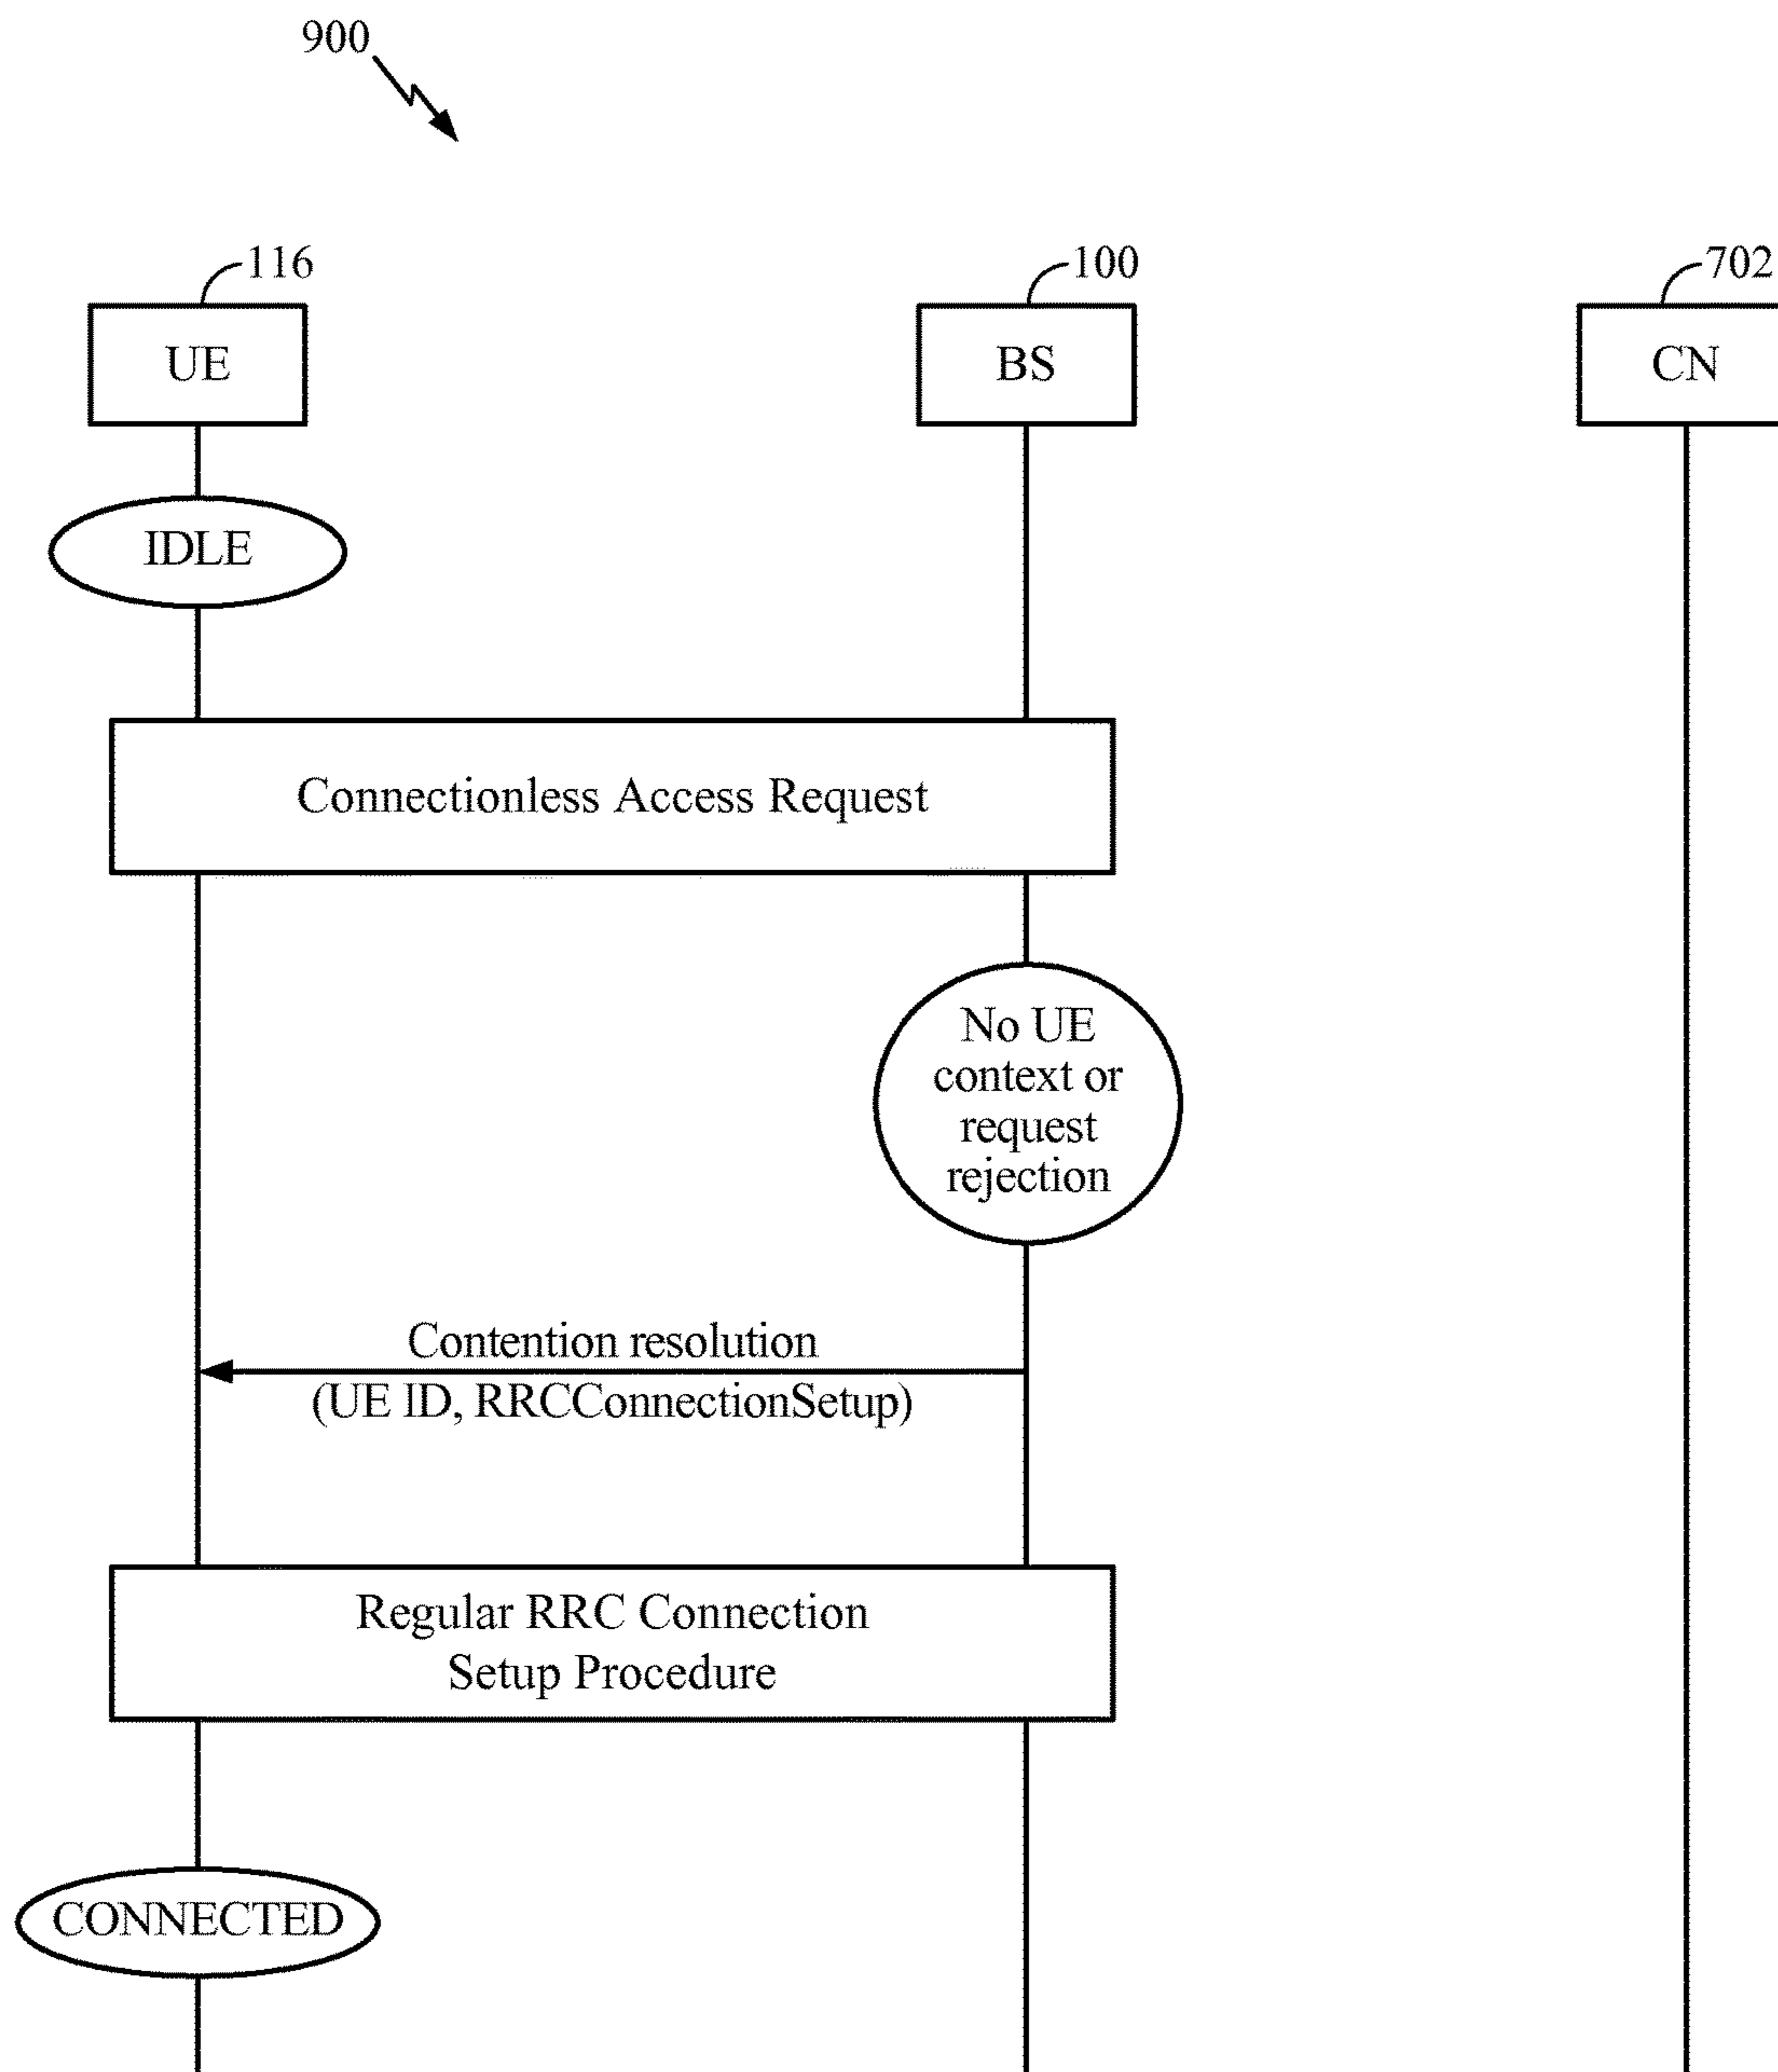 900
116
100
702
UE
BS
CN
IDLE
Connectionless Access Request
No UE
context or
request
rejection
Contention resolution
(UE ID, RRCConnectionSetup)
Regular RRC Connection
Setup Procedure
CONNECTED